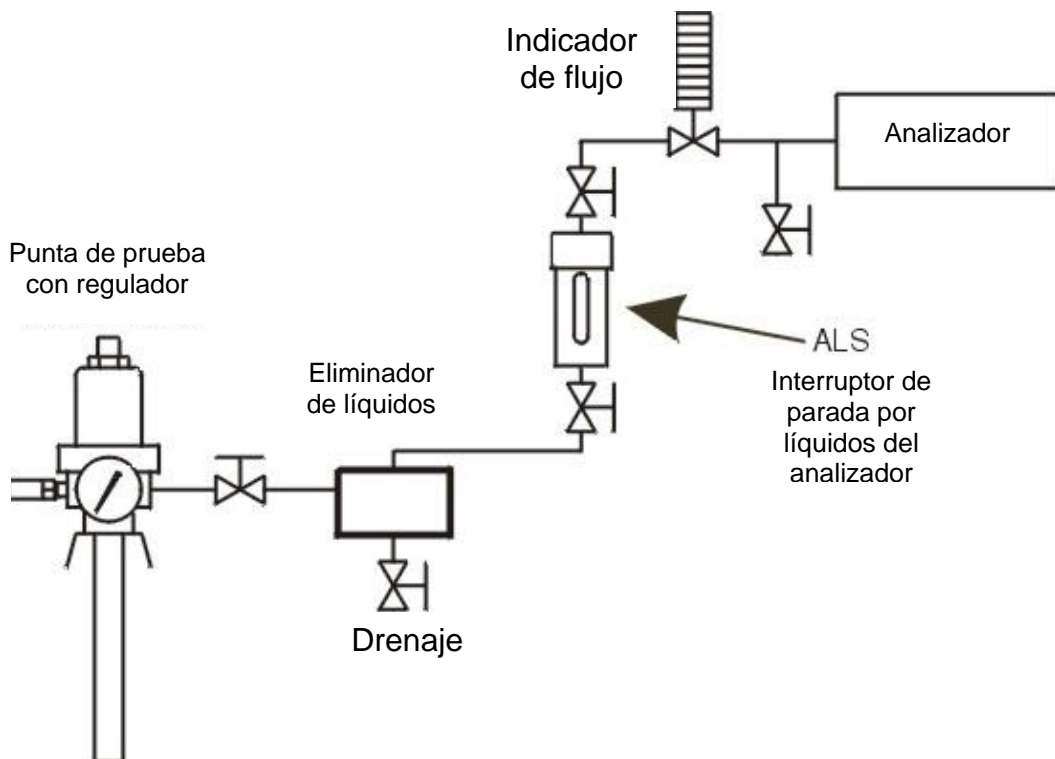 Indicador
de flujo
Analizador
Punta de prueba
con regulador
Eliminador
de líquidos
ALS
Interruptor de
parada por
líquidos del
analizador
Drenaje